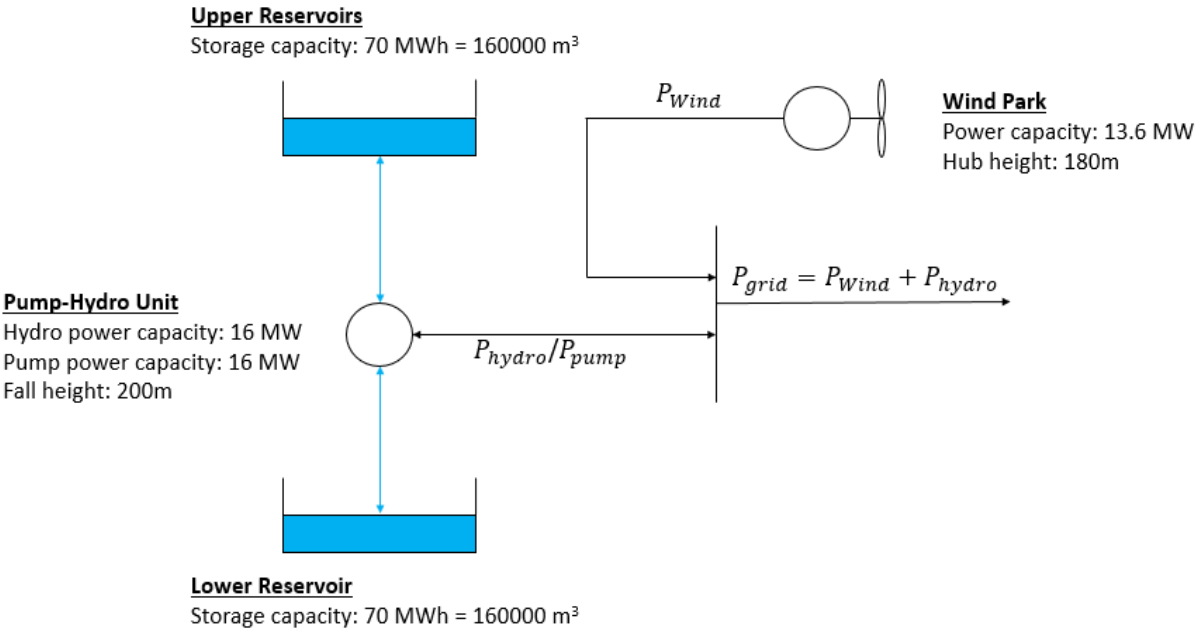 Upper Reservoirs
Storage capacity: 70 MWh = 160000 m³
P_Wind
Wind Park
Power capacity: 13.6 MW
Hub height: 180m
P_grid = P_Wind + P_hydro
Pump-Hydro Unit
Hydro power capacity: 16 MW
Pump power capacity: 16 MW
Fall height: 200m
P_hydro/P_pump
Lower Reservoir
Storage capacity: 70 MWh = 160000 m³